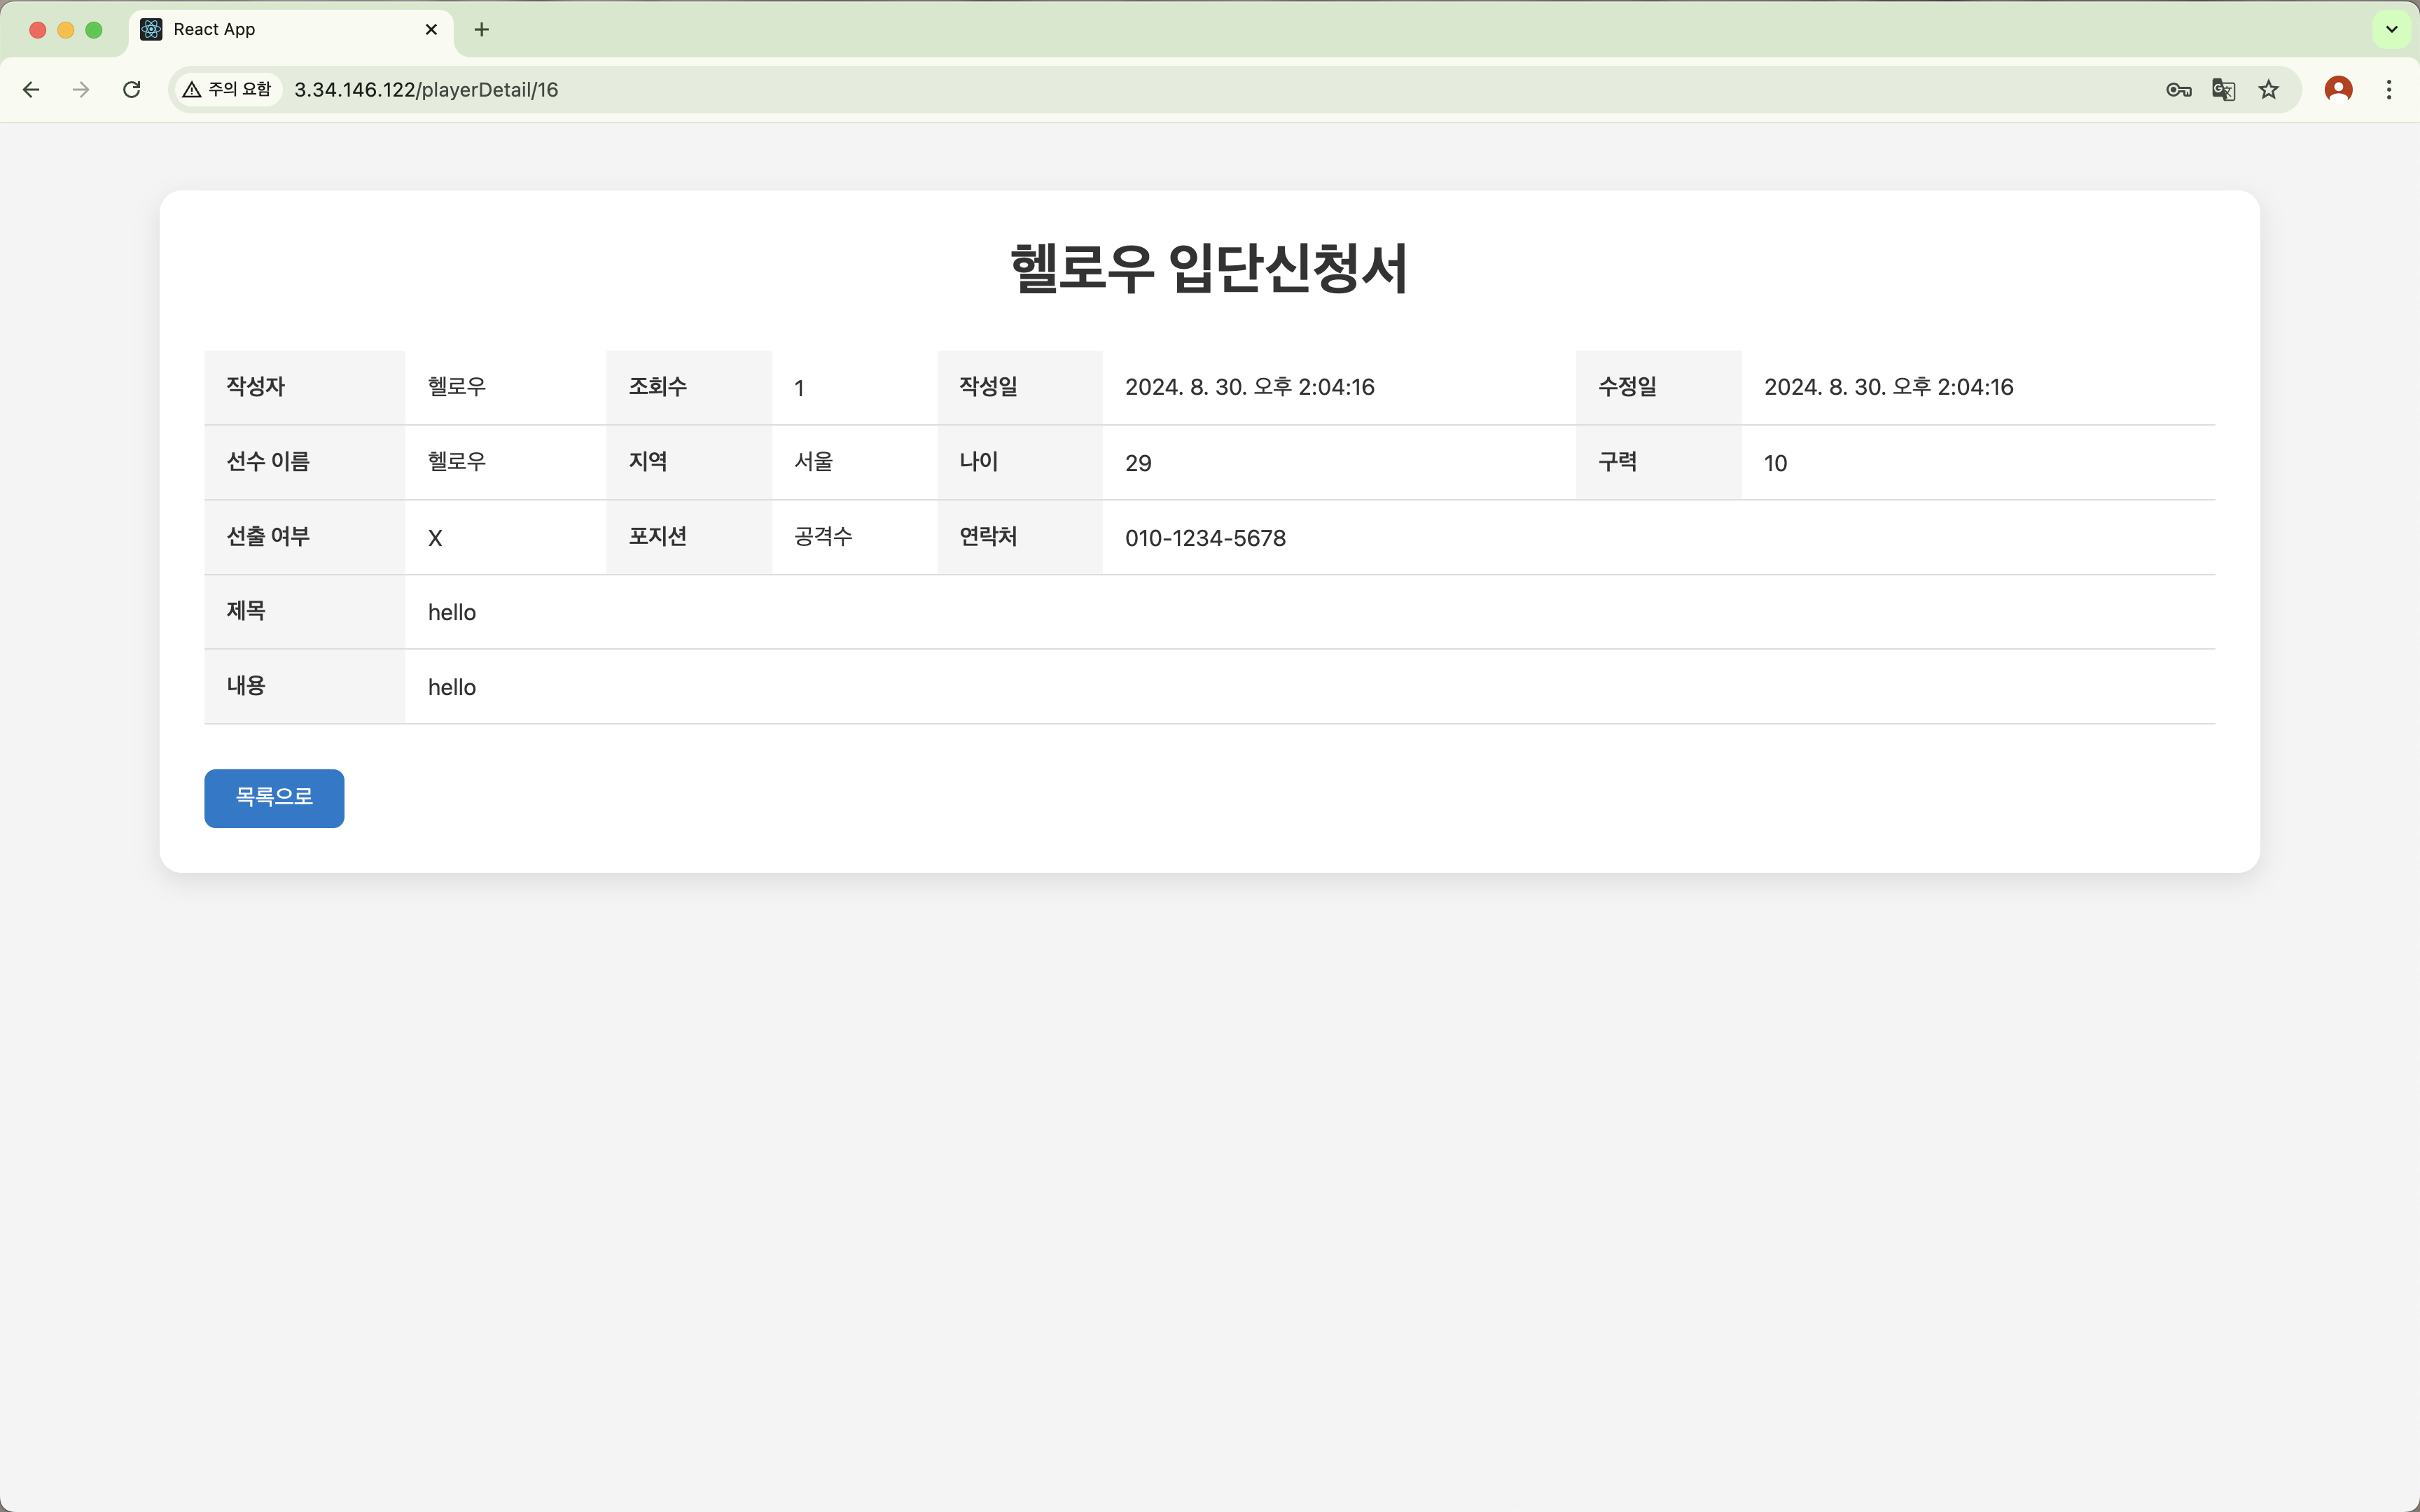 React App
주의 요함 3.34.146.122/playerDetail/16
헬로우 입단신청서
작성자 헬로우 조회수 1 작성일 2024. 8. 30. 오후 2:04:16 수정일 2024. 8. 30. 오후 2:04:16
선수 이름 헬로우 지역 서울 나이 29 구력 10
선출 여부 X 포지션 공격수 연락처 010-1234-5678
제목 hello
내용 hello
목록으로